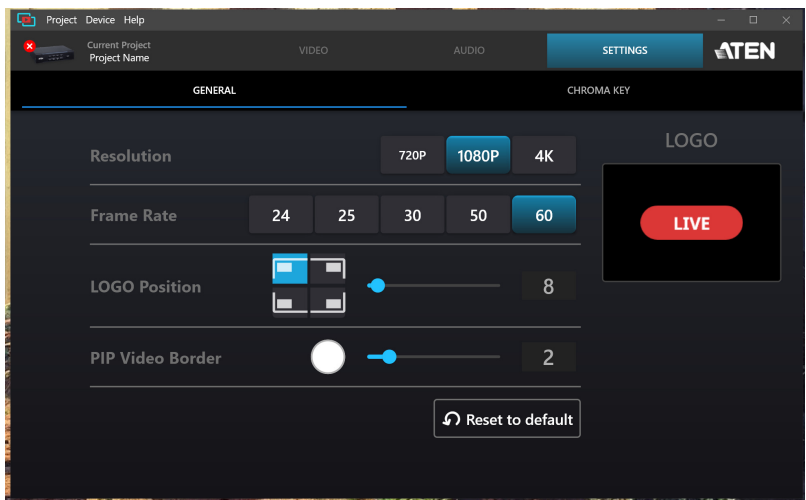 Project Device Help
Current Project
Project Name
VIDEO
AUDIO
SETTINGS
ATEN
GENERAL
CHROMA KEY
Resolution
720P
1080P
4K
LOGO
LIVE
Frame Rate
24
25
30
50
60
LOGO Position
8
PIP Video Border
2
Reset to default